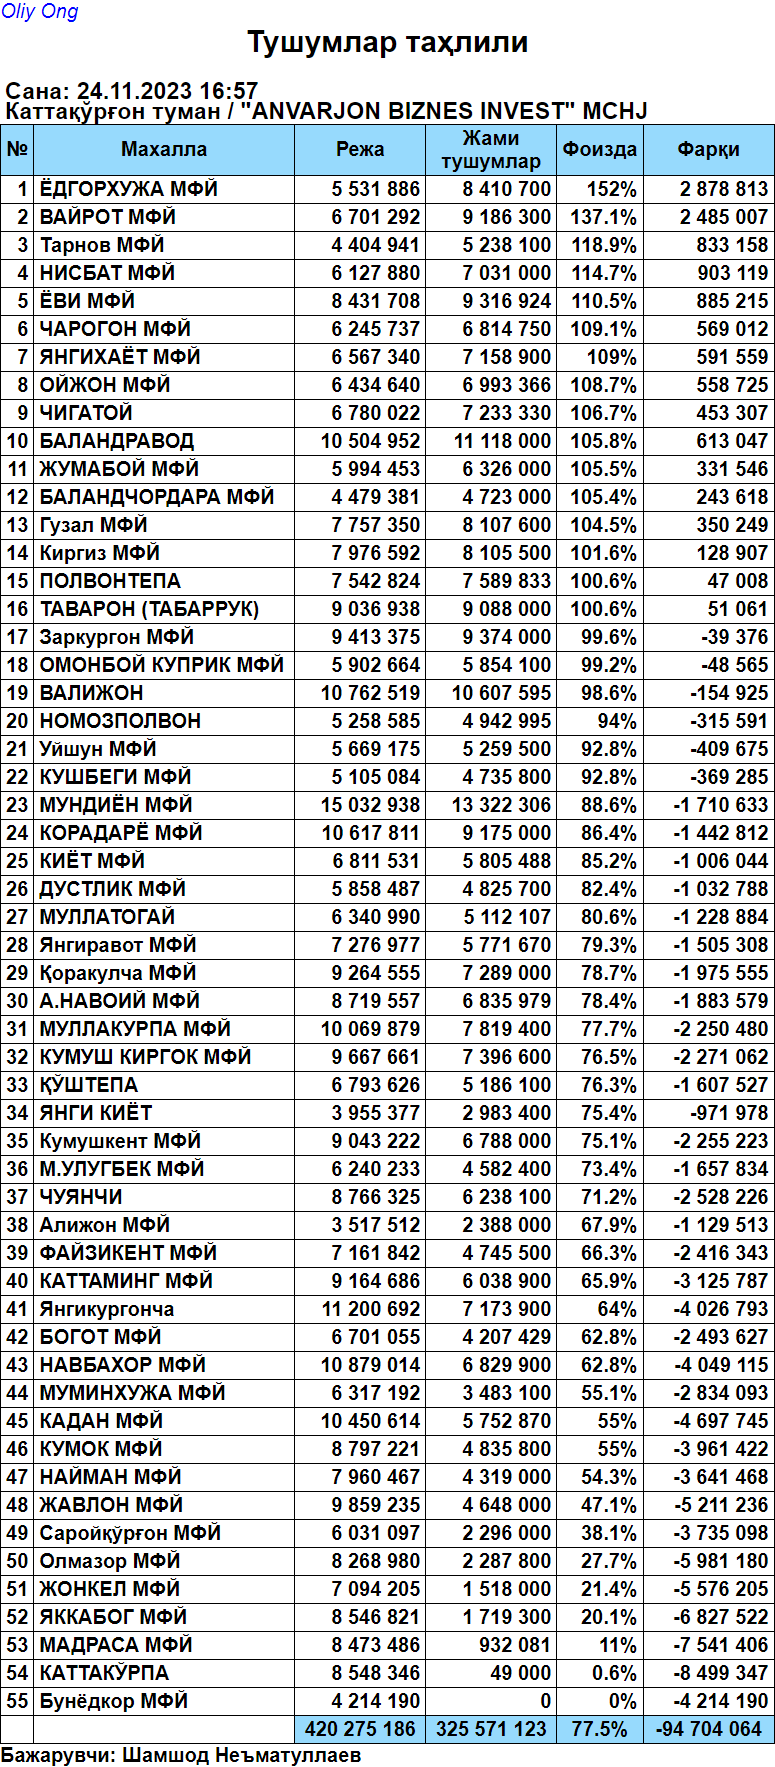 Oliy Ong
Тушумлар таҳлили
Сана: 24.11.2023 16:57
Каттақўрғон туман / "ANVARJON BIZNES INVEST" MCHJ
№ Махалла Режа Жами тушумлар Фоизда Фарқи
1 ЁДГОРХУЖА МФЙ 5 531 886 8 410 700 152% 2 878 813
2 ВАЙРОТ МФЙ 6 701 292 9 186 300 137.1% 2 485 007
3 Тарнов МФЙ 4 404 941 5 238 100 118.9% 833 158
4 НИСБАТ МФЙ 6 127 880 7 031 000 114.7% 903 119
5 ЁВИ МФЙ 8 431 708 9 316 924 110.5% 885 215
6 ЧАРОГОН МФЙ 6 245 737 6 814 750 109.1% 569 012
7 ЯНГИХАЁТ МФЙ 6 567 340 7 158 900 109% 591 559
8 ОЙЖОН МФЙ 6 434 640 6 993 366 108.7% 558 725
9 ЧИГАТОЙ 6 780 022 7 233 330 106.7% 453 307
10 БАЛАНДРАВОД 10 504 952 11 118 000 105.8% 613 047
11 ЖУМАБОЙ МФЙ 5 994 453 6 326 000 105.5% 331 546
12 БАЛАНДЧОРДАРА МФЙ 4 479 381 4 723 000 105.4% 243 618
13 Гузал МФЙ 7 757 350 8 107 600 104.5% 350 249
14 Киргиз МФЙ 7 976 592 8 105 500 101.6% 128 907
15 ПОЛВОНТЕПА 7 542 824 7 589 833 100.6% 47 008
16 ТАВАРОН (ТАБАРРУК) 9 036 938 9 088 000 100.6% 51 061
17 Заркургон МФЙ 9 413 375 9 374 000 99.6% -39 376
18 ОМОНБОЙ КУПРИК МФЙ 5 902 664 5 854 100 99.2% -48 565
19 ВАЛИЖОН 10 762 519 10 607 595 98.6% -154 925
20 НОМОЗПОЛВОН 5 258 585 4 942 995 94% -315 591
21 Уйшун МФЙ 5 669 175 5 259 500 92.8% -409 675
22 КУШБЕГИ МФЙ 5 105 084 4 735 800 92.8% -369 285
23 МУНДИЁН МФЙ 15 032 938 13 322 306 88.6% -1 710 633
24 КОРАДАРЁ МФЙ 10 617 811 9 175 000 86.4% -1 442 812
25 КИЁТ МФЙ 6 811 531 5 805 488 85.2% -1 006 044
26 ДУСТЛИК МФЙ 5 858 487 4 825 700 82.4% -1 032 788
27 МУЛЛАТОГАЙ 6 340 990 5 112 107 80.6% -1 228 884
28 Янгиравот МФЙ 7 276 977 5 771 670 79.3% -1 505 308
29 Қоракулча МФЙ 9 264 555 7 289 000 78.7% -1 975 555
30 А.НАВОИЙ МФЙ 8 719 557 6 835 979 78.4% -1 883 579
31 МУЛЛАКУРПА МФЙ 10 069 879 7 819 400 77.7% -2 250 480
32 КУМУШ КИРГОК МФЙ 9 667 661 7 396 600 76.5% -2 271 062
33 ҚЎШТЕПА 6 793 626 5 186 100 76.3% -1 607 527
34 ЯНГИ КИЁТ 3 955 377 2 983 400 75.4% -971 978
35 Кумушкент МФЙ 9 043 222 6 788 000 75.1% -2 255 223
36 М.УЛУГБЕК МФЙ 6 240 233 4 582 400 73.4% -1 657 834
37 ЧУЯНЧИ 8 766 325 6 238 100 71.2% -2 528 226
38 Алижон МФЙ 3 517 512 2 388 000 67.9% -1 129 513
39 ФАЙЗИКЕНТ МФЙ 7 161 842 4 745 500 66.3% -2 416 343
40 КАТТАМИНГ МФЙ 9 164 686 6 038 900 65.9% -3 125 787
41 Янгикургонча 11 200 692 7 173 900 64% -4 026 793
42 БОГОТ МФЙ 6 701 055 4 207 429 62.8% -2 493 627
43 НАВБАХОР МФЙ 10 879 014 6 829 900 62.8% -4 049 115
44 МУМИНХУЖА МФЙ 6 317 192 3 483 100 55.1% -2 834 093
45 КАДАН МФЙ 10 450 614 5 752 870 55% -4 697 745
46 КУМОК МФЙ 8 797 221 4 835 800 55% -3 961 422
47 НАЙМАН МФЙ 7 960 467 4 319 000 54.3% -3 641 468
48 ЖАВЛОН МФЙ 9 859 235 4 648 000 47.1% -5 211 236
49 Саройқўрғон МФЙ 6 031 097 2 296 000 38.1% -3 735 098
50 Олмазор МФЙ 8 268 980 2 287 800 27.7% -5 981 180
51 ЖОНКЕЛ МФЙ 7 094 205 1 518 000 21.4% -5 576 205
52 ЯККАБОГ МФЙ 8 546 821 1 719 300 20.1% -6 827 522
53 МАДРАСА МФЙ 8 473 486 932 081 11% -7 541 406
54 КАТТАКЎРПА 8 548 346 49 000 0.6% -8 499 347
55 Бунёдкор МФЙ 4 214 190 0 0% -4 214 190
420 275 186 325 571 123 77.5% -94 704 064
Бажарувчи: Шамшод Неъматуллаев